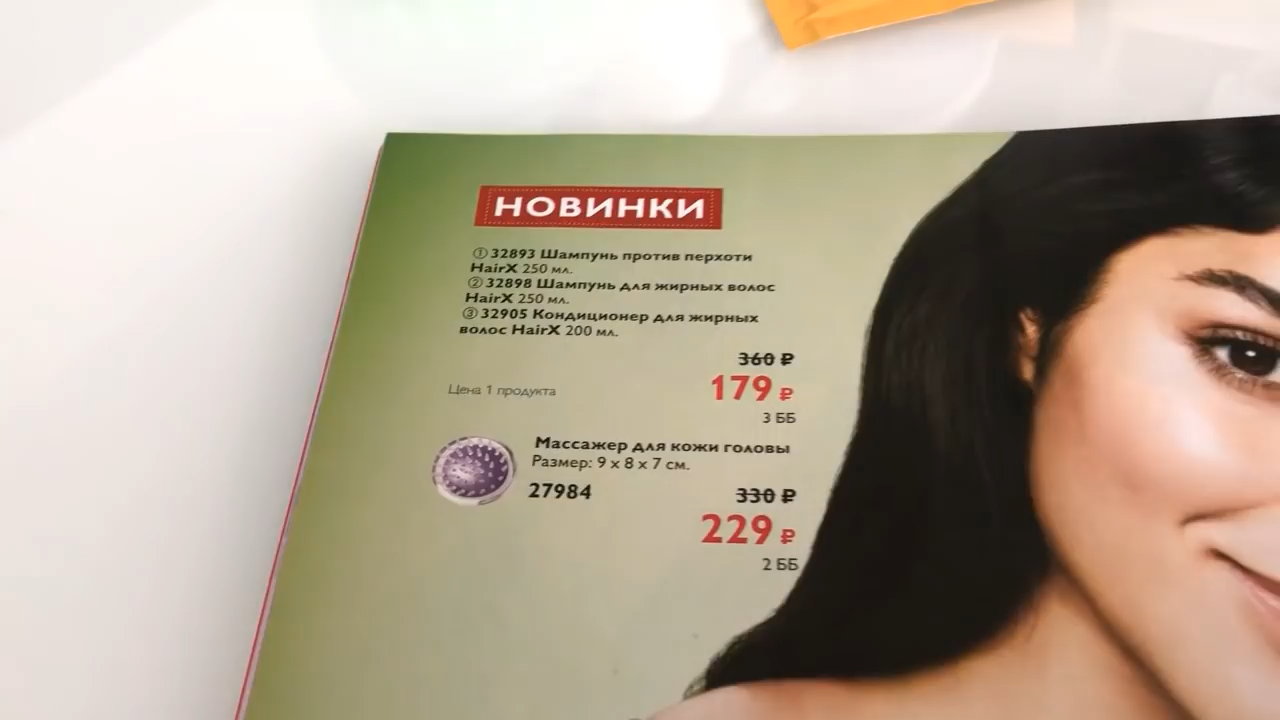 НОВИНКИ
① 32893 Шампунь против перхоти
HairX 250 мл.
② 32898 Шампунь для жирных волос
HairX 250 мл.
③ 32905 Кондиционер для жирных
волос HairX 200 мл.
360 ₽
Цена 1 продукта 179 ₽
3 ББ
Массажер для кожи головы
Размер: 9 х 8 х 7 см.
27984 330 ₽
229 ₽
2 ББ